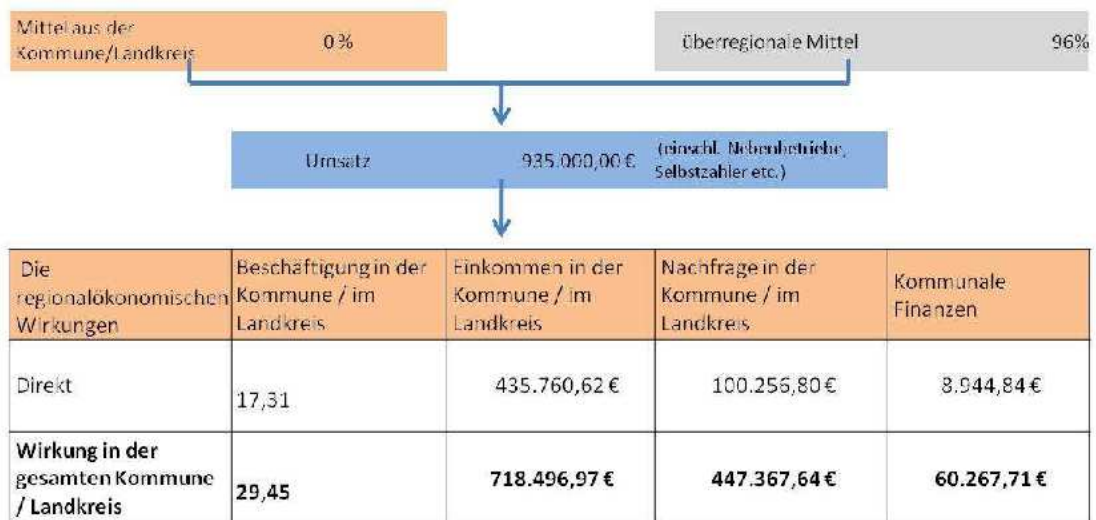 Mittel aus der
Kommune/Landkreis
0 %
überregionale Mittel
96%
Umsatz
935.000,00 €
(einschl. Nebenbetriebe,
Selbstzahler etc.)
Die
regionalökonomischen
Wirkungen
Beschäftigung in der
Kommune / im
Landkreis
Einkommen in der
Kommune / im
Landkreis
Nachfrage in der
Kommune / im
Landkreis
Kommunale
Finanzen
Direkt
17,31
435.760,62 €
100.256,80 €
8.944,84 €
Wirkung in der
gesamten Kommune
/ Landkreis
29,45
718.496,97 €
447.367,64 €
60.267,71 €